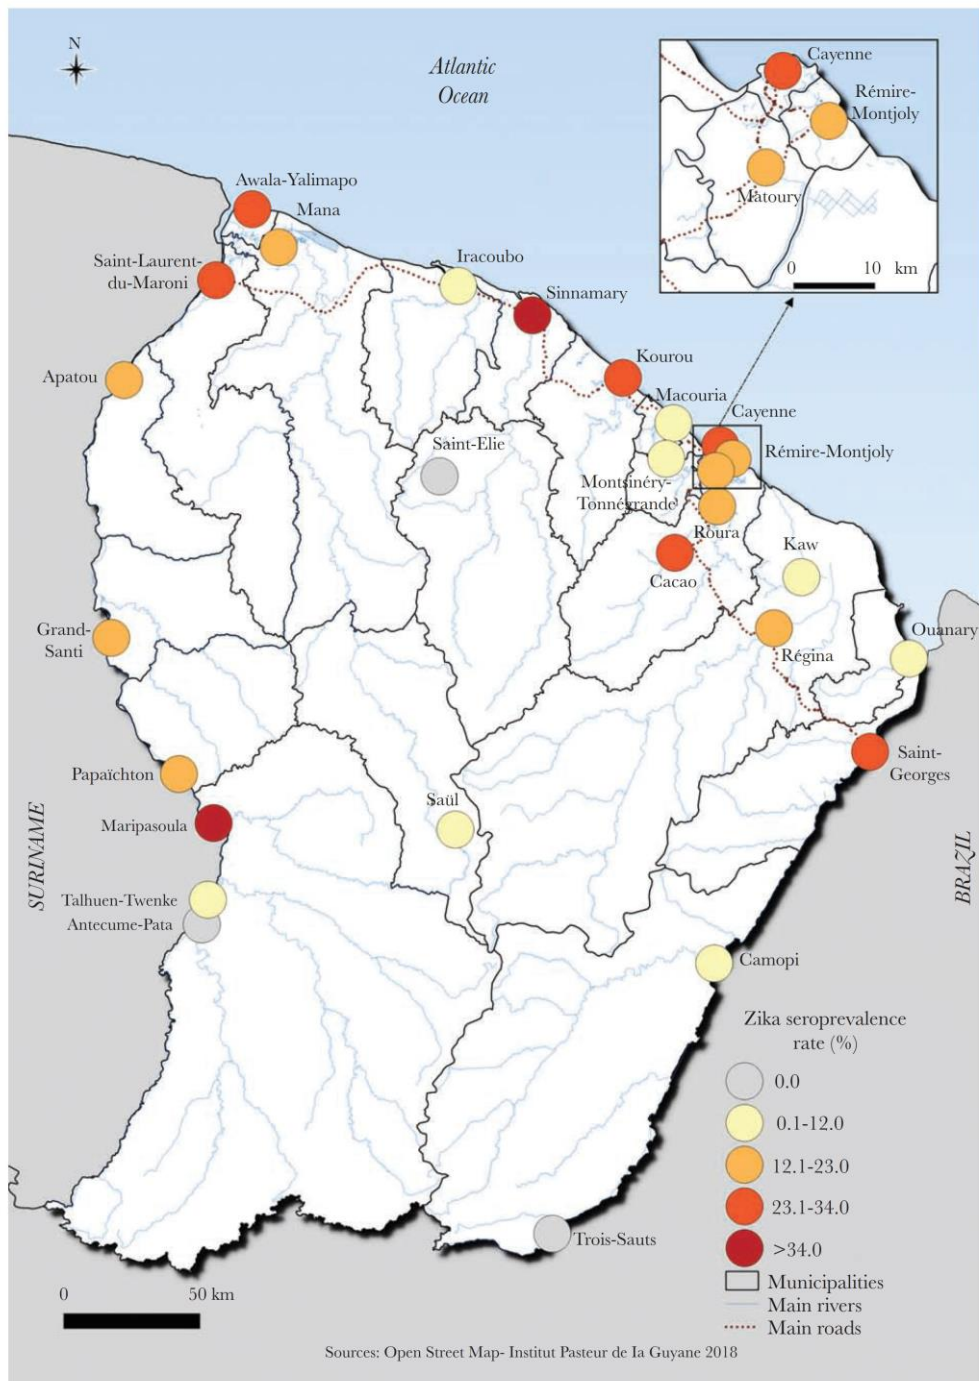 N
Atlantic
Ocean
Cayenne
Rémire-
Montjoly
Matoury
0 10 km
Awala-Yalimapo
Mana
Saint-Laurent-
du-Maroni
Iracoubo
Sinnamary
Apatou
Kourou
Macouria
Cayenne
Saint-Elie
Rémire-Montjoly
Montsinéry-
Tonnégrande
Roura
Kaw
Cacao
Grand-
Santi
Ouanary
Régina
Papaïchton
Saint-
Georges
Saül
Maripasoula
SURINAME
BRAZIL
Talhuen-Twenke
Antecume-Pata
Camopi
Zika seroprevalence
rate (%)
0.0
0.1-12.0
12.1-23.0
23.1-34.0
Trois-Sauts
>34.0
Municipalities
Main rivers
Main roads
0 50 km
Sources: Open Street Map- Institut Pasteur de Ia Guyane 2018